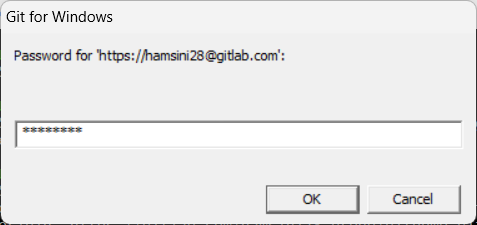 Git for Windows
Password for 'https://hamsini28@gitlab.com':
********
OK Cancel